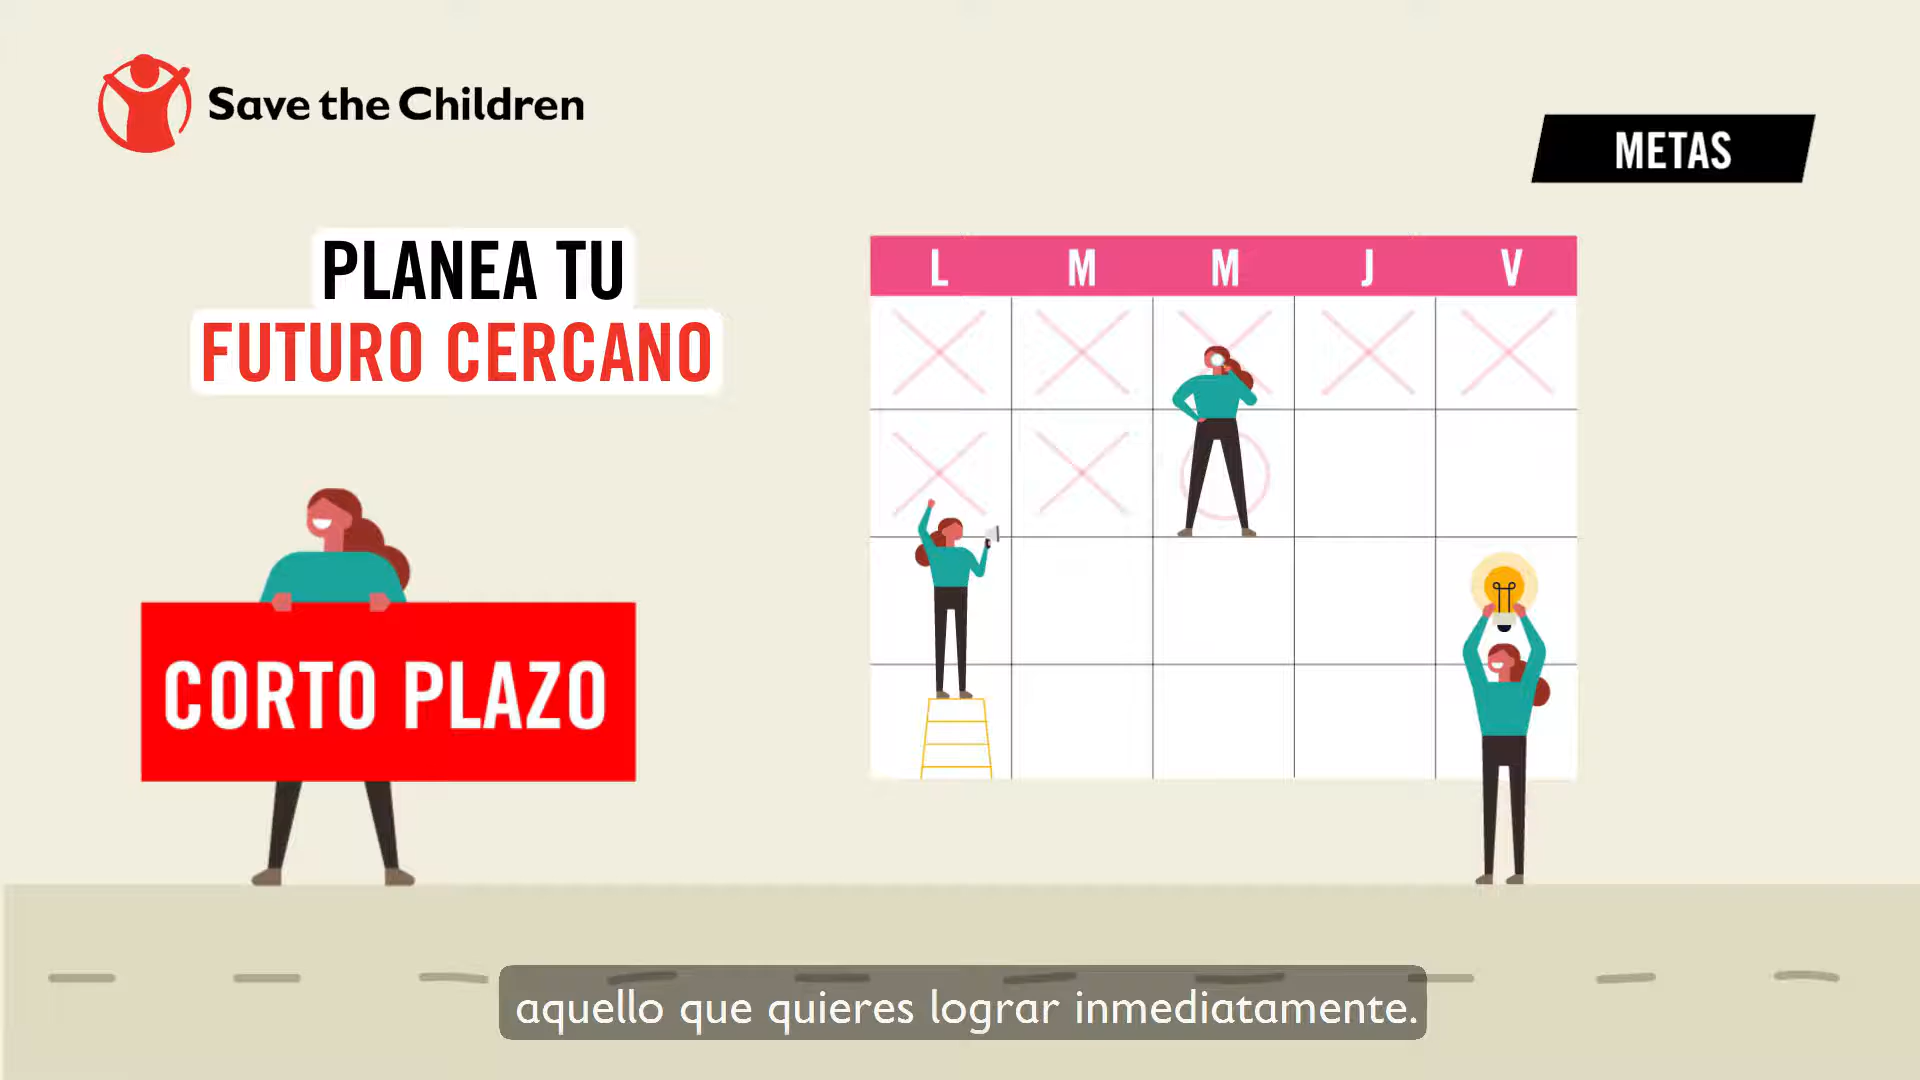 Save the Children
METAS
PLANEA TU
FUTURO CERCANO
L M M J V
CORTO PLAZO
aquello que quieres lograr inmediatamente.